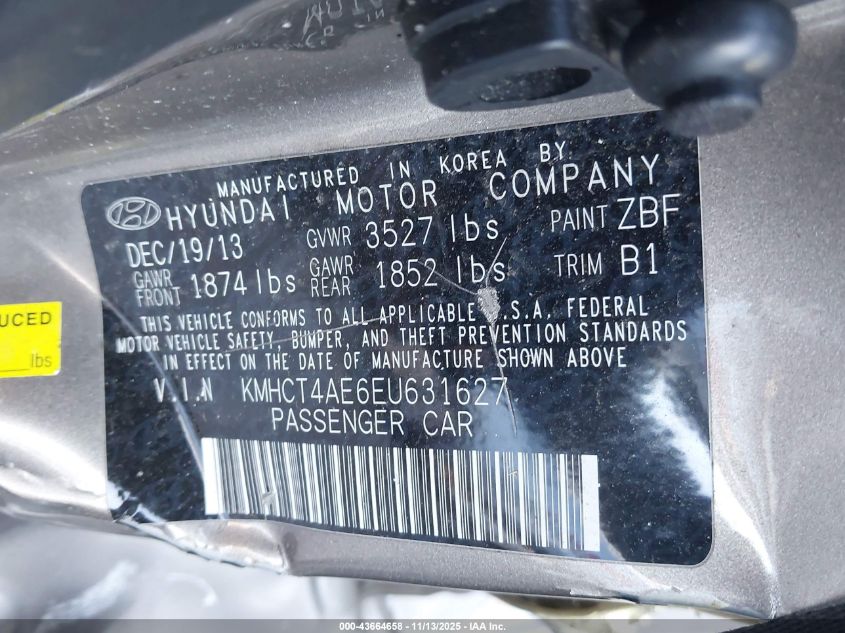 MANUFACTURED IN KOREA BY
HYUNDAI MOTOR COMPANY
DEC/19/13 GVWR 3527 lbs PAINT ZBF
GAWR FRONT 1874 lbs GAWR REAR 1852 lbs TRIM B1
THIS VEHICLE CONFORMS TO ALL APPLICABLE U.S.A. FEDERAL
MOTOR VEHICLE SAFETY, BUMPER, AND THEFT PREVENTION STANDARDS
IN EFFECT ON THE DATE OF MANUFACTURE SHOWN ABOVE
V.I.N KMHCT4AE6EU631627
PASSENGER CAR
UCED
lbs
000-43664658 - 11/13/2025 - IAA Inc.